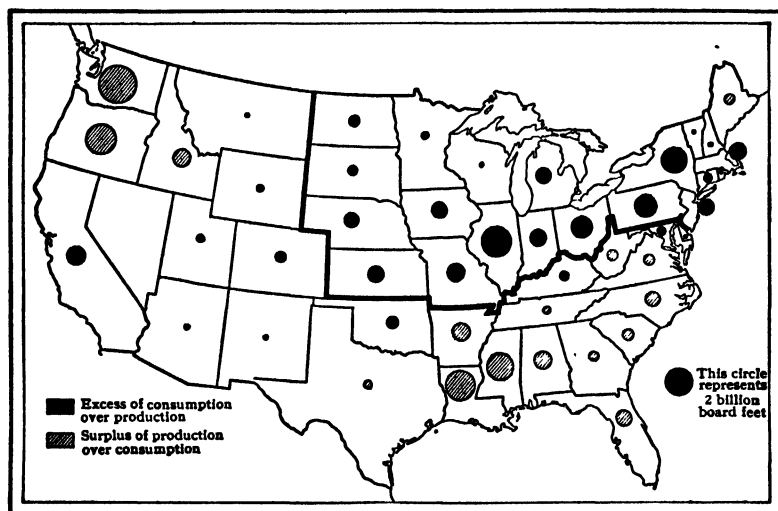 Excess of consumption
over production
Surplus of production
over consumption
This circle
represents
2 billion
board feet